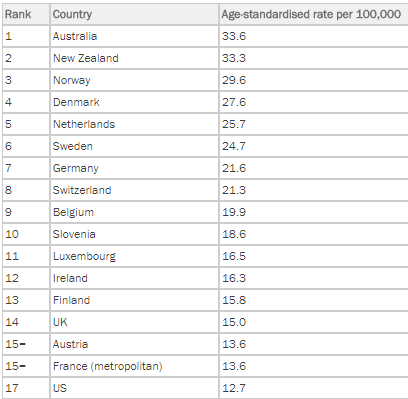 Rank Country Age-standardised rate per 100,000
1 Australia 33.6
2 New Zealand 33.3
3 Norway 29.6
4 Denmark 27.6
5 Netherlands 25.7
6 Sweden 24.7
7 Germany 21.6
8 Switzerland 21.3
9 Belgium 19.9
10 Slovenia 18.6
11 Luxembourg 16.5
12 Ireland 16.3
13 Finland 15.8
14 UK 15.0
15= Austria 13.6
15= France (metropolitan) 13.6
17 US 12.7